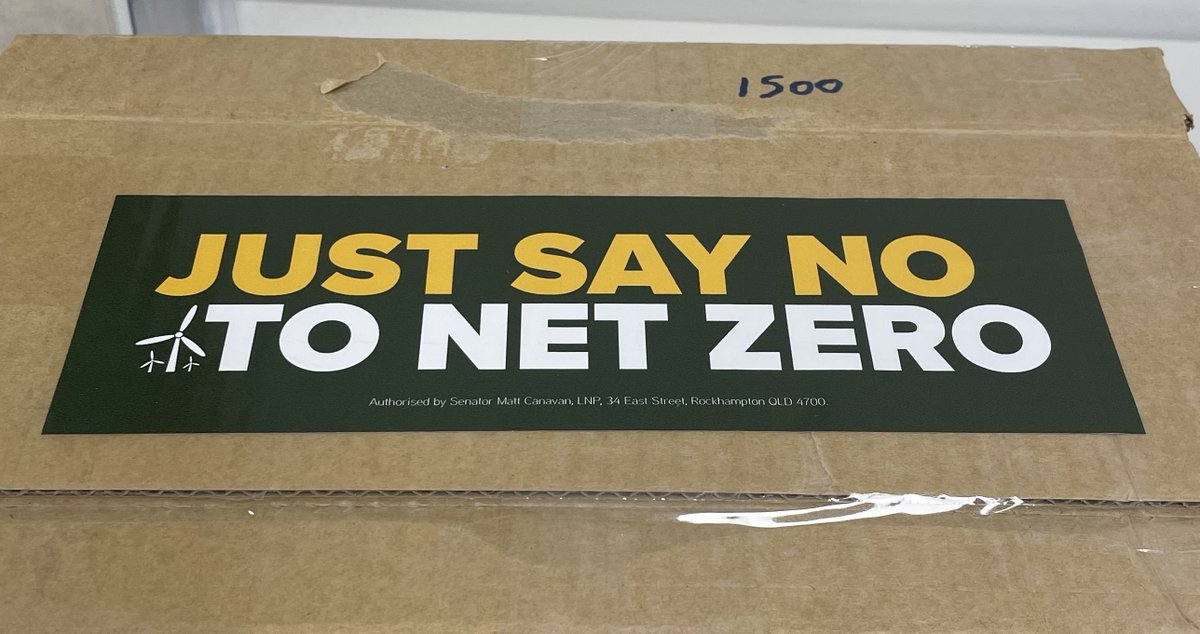 1500
JUST SAY NO
TO NET ZERO
Authorised by Senator Matt Canavan, LNP, 34 East Street, Rockhampton QLD 4700.